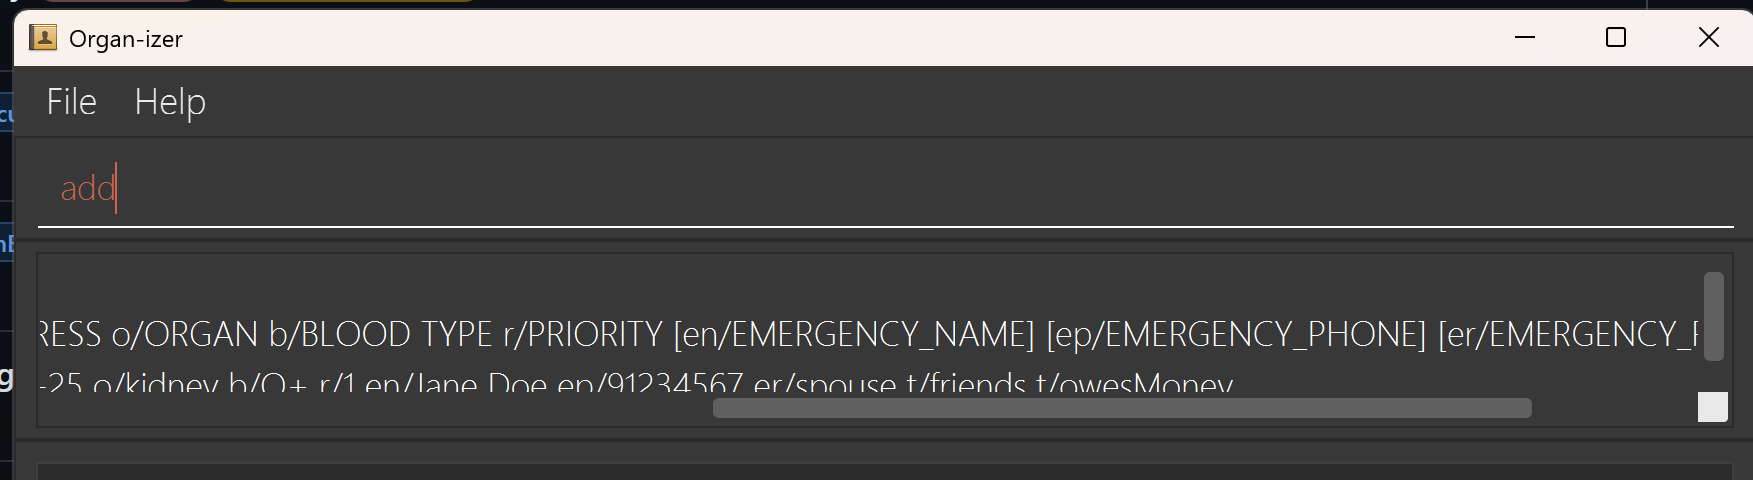 Organ-izer
File Help
add
RESS o/ORGAN b/BLOOD TYPE r/PRIORITY [en/EMERGENCY_NAME] [ep/EMERGENCY_PHONE] [er/EMERGENCY_
-25 o/kidney b/O+ r/1 en/Jane Doe ep/91234567 er/spouse t/friends t/owesMoney